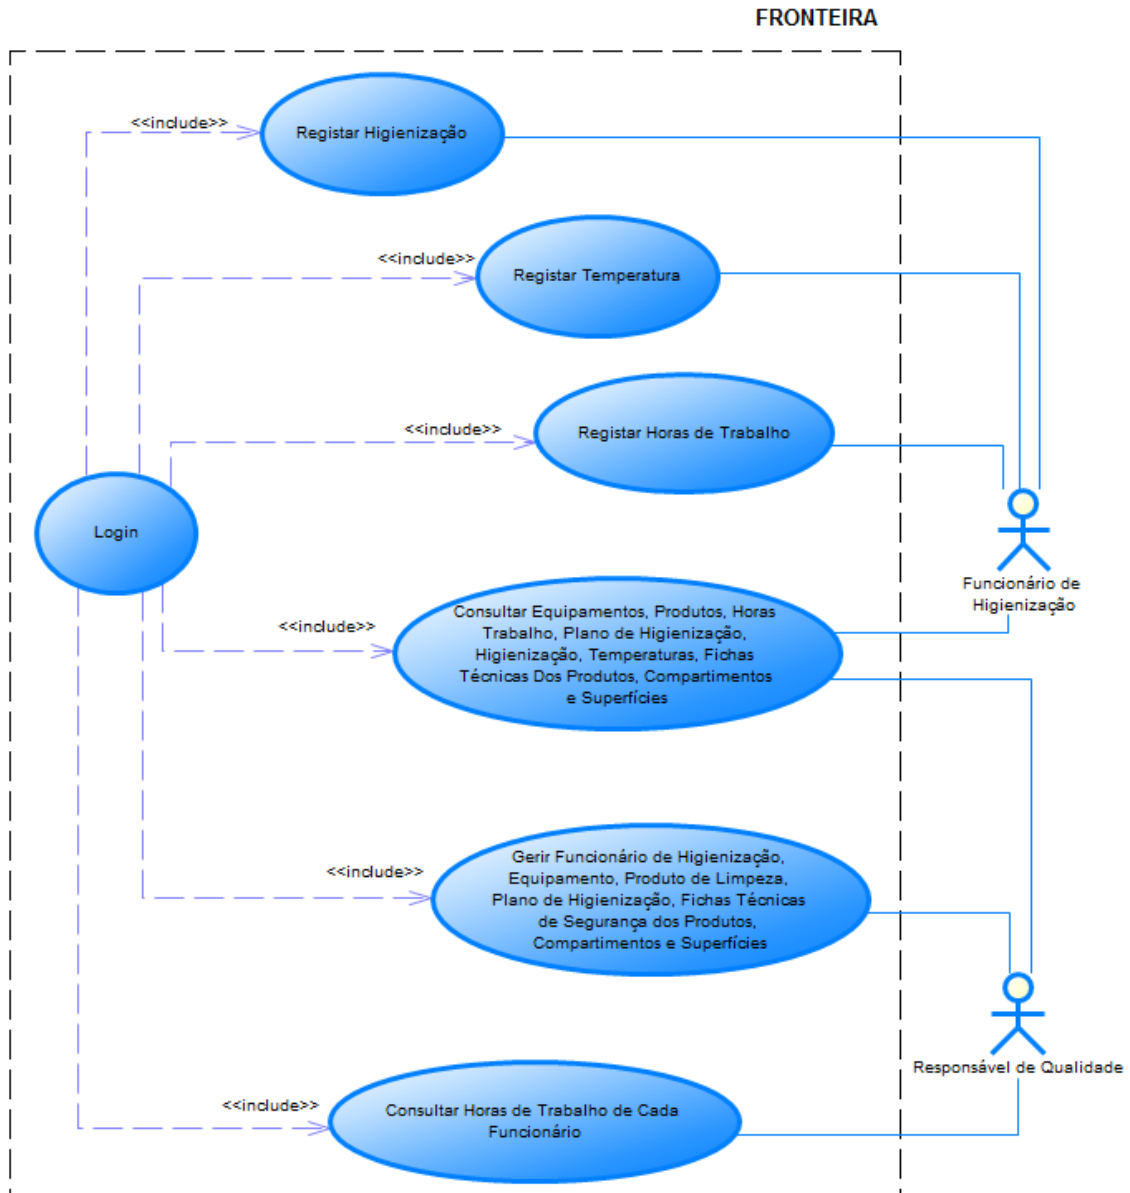 FRONTEIRA
<<include>>
Registar Higienização
<<include>>
Registar Temperatura
<<include>>
Registar Horas de Trabalho
Login
Funcionário de
Higienização
<<include>>
Consultar Equipamentos, Produtos, Horas
Trabalho, Plano de Higienização,
Higienização, Temperaturas, Fichas
Técnicas Dos Produtos, Compartimentos
e Superfícies
<<include>>
Gerir Funcionário de Higienização,
Equipamento, Produto de Limpeza,
Plano de Higienização, Fichas Técnicas
de Segurança dos Produtos,
Compartimentos e Superfícies
Responsável de Qualidade
<<include>>
Consultar Horas de Trabalho de Cada
Funcionário